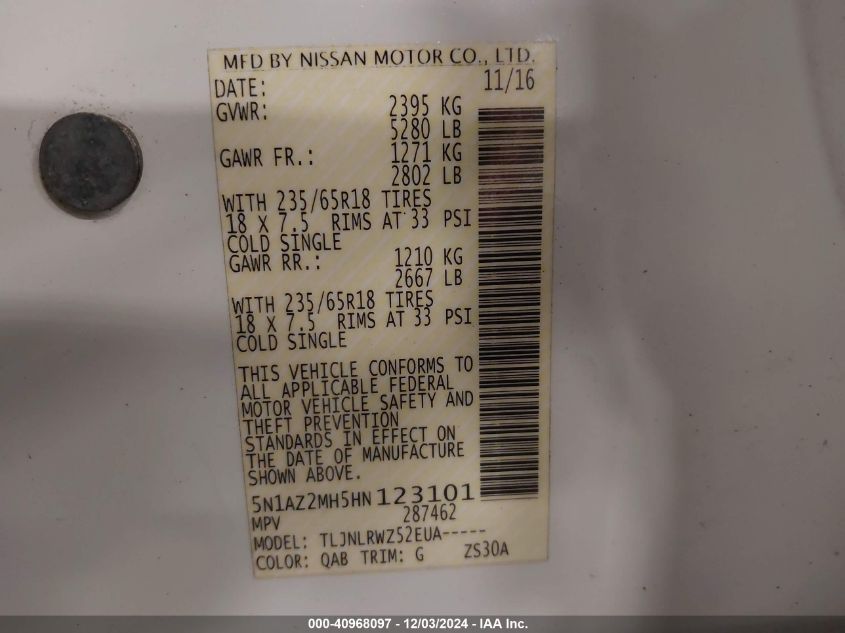 MFD BY NISSAN MOTOR CO., LTD.
DATE: 11/16
GVWR: 2395 KG
5280 LB
GAWR FR.: 1271 KG
2802 LB
WITH 235/65R18 TIRES
18 X 7.5 RIMS AT 33 PSI
COLD SINGLE
GAWR RR.: 1210 KG
2667 LB
WITH 235/65R18 TIRES
18 X 7.5 RIMS AT 33 PSI
COLD SINGLE
THIS VEHICLE CONFORMS TO
ALL APPLICABLE FEDERAL
MOTOR VEHICLE SAFETY AND
THEFT PREVENTION
STANDARDS IN EFFECT ON
THE DATE OF MANUFACTURE
SHOWN ABOVE.
5N1AZ2MH5HN123101
MPV 287462
MODEL: TLJNLRWZ52EUA-----
COLOR: QAB TRIM: G ZS30A
000-40968097 - 12/03/2024 - IAA Inc.